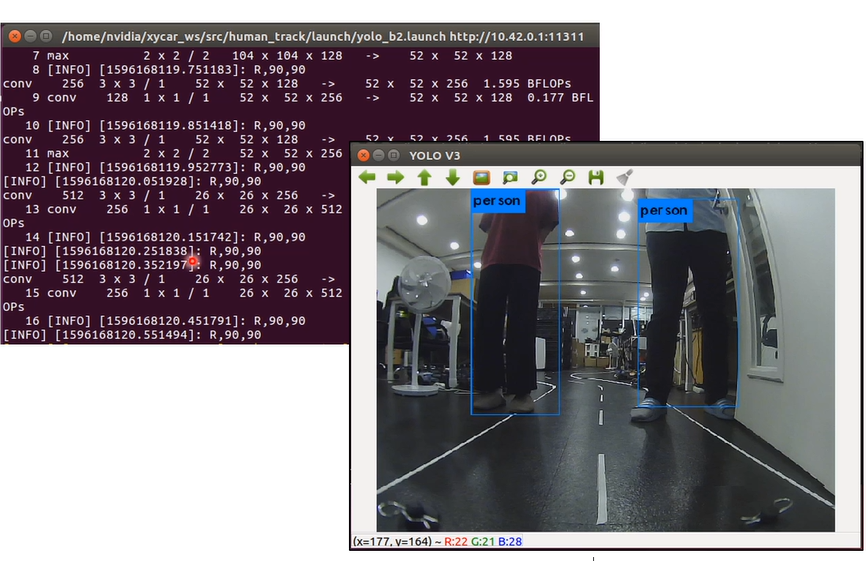 /home/nvidia/xycar_ws/src/human_track/launch/yolo_b2.launch http://10.42.0.1:11311
7 max 2 x 2 / 2 104 x 104 x 128 -> 52 x 52 x 128
8 [INFO] [1596168119.751183]: R,90,90
conv 256 3 x 3 / 1 52 x 52 x 128 -> 52 x 52 x 256 1.595 BFLOPs
9 conv 128 1 x 1 / 1 52 x 52 x 256 -> 52 x 52 x 128 0.177 BFL
OPs
10 [INFO] [1596168119.851418]: R,90,90
conv 256 3 x 3 / 1 52 x 52 x 128 -> 52 x 52 x 256 1.595 BFLOPs
11 max 2 x 2 / 2 52 x 52 x 256
12 [INFO] [1596168119.952773]: R,90,90
[INFO] [1596168120.051928]: R,90,90
conv 512 3 x 3 / 1 26 x 26 x 256 ->
13 conv 256 1 x 1 / 1 26 x 26 x 512
OPs
14 [INFO] [1596168120.151742]: R,90,90
[INFO] [1596168120.251838]: R,90,90
[INFO] [1596168120.352197]: R,90,90
conv 512 3 x 3 / 1 26 x 26 x 256 ->
15 conv 256 1 x 1 / 1 26 x 26 x 512
OPs
16 [INFO] [1596168120.451791]: R,90,90
[INFO] [1596168120.551494]: R,90,90
YOLO V3
person
person
(x=177, y=164) ~ R:22 G:21 B:28